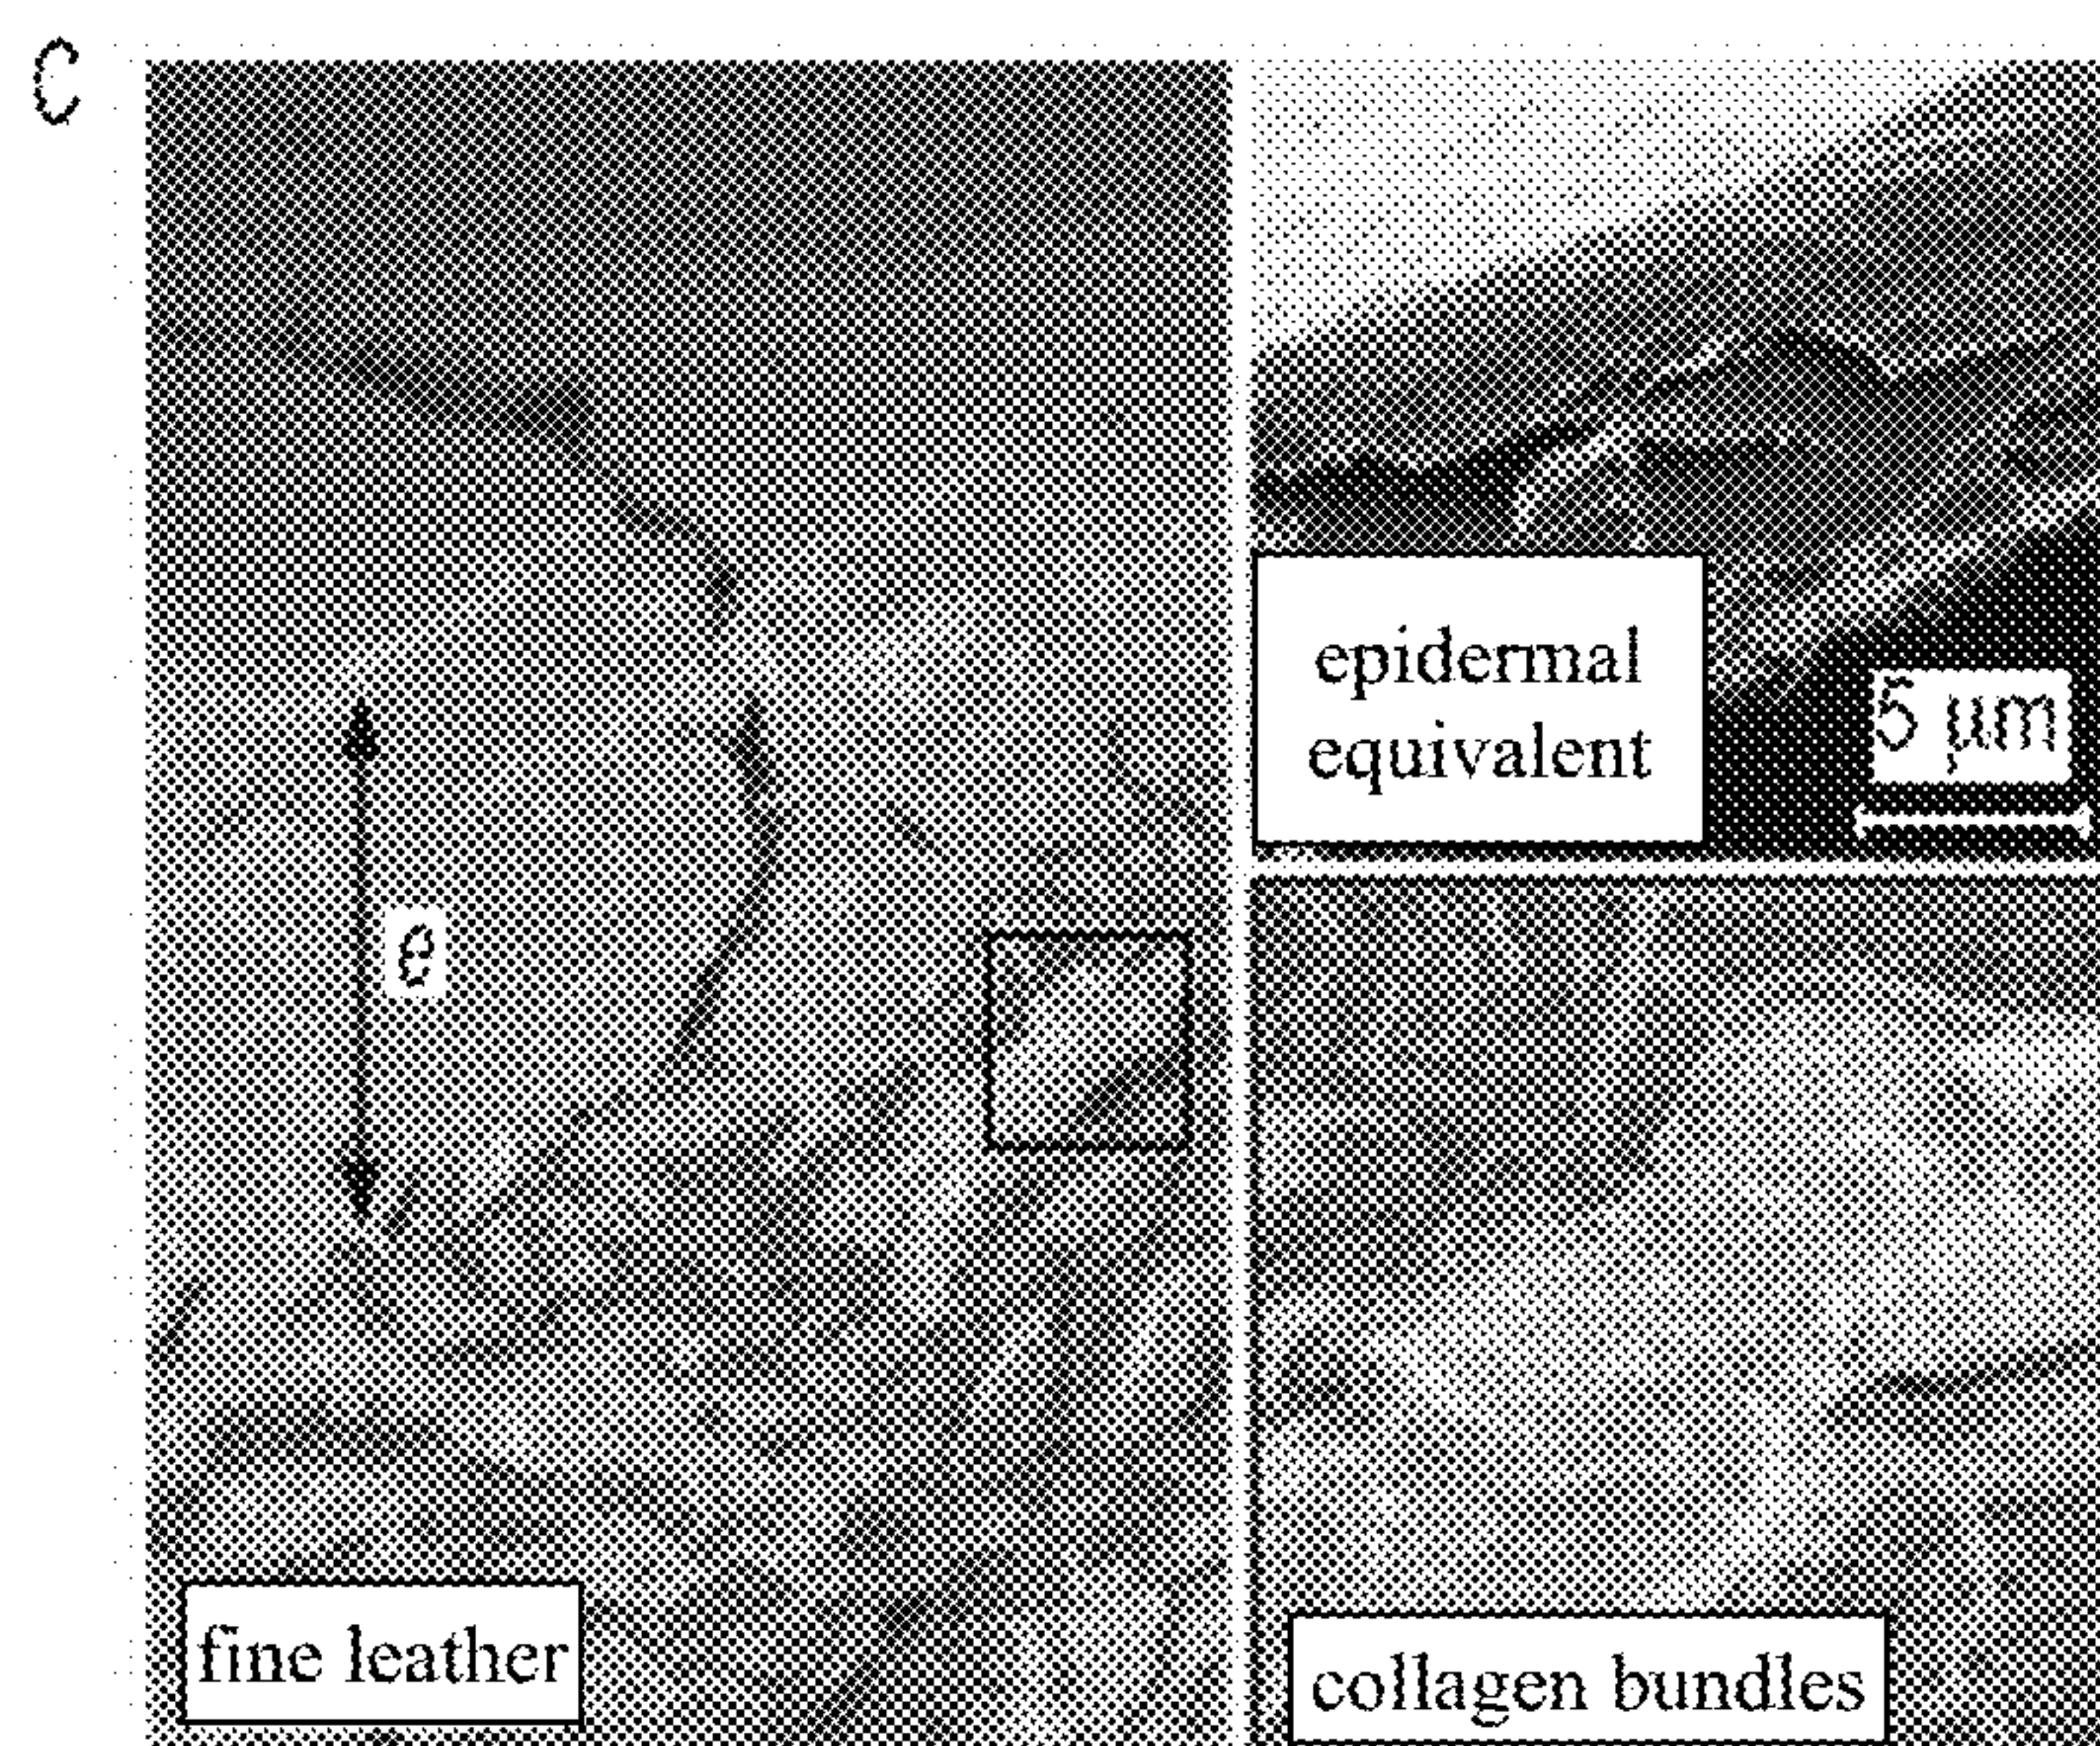 C
e
fine leather
epidermal
equivalent
5 µm
collagen bundles